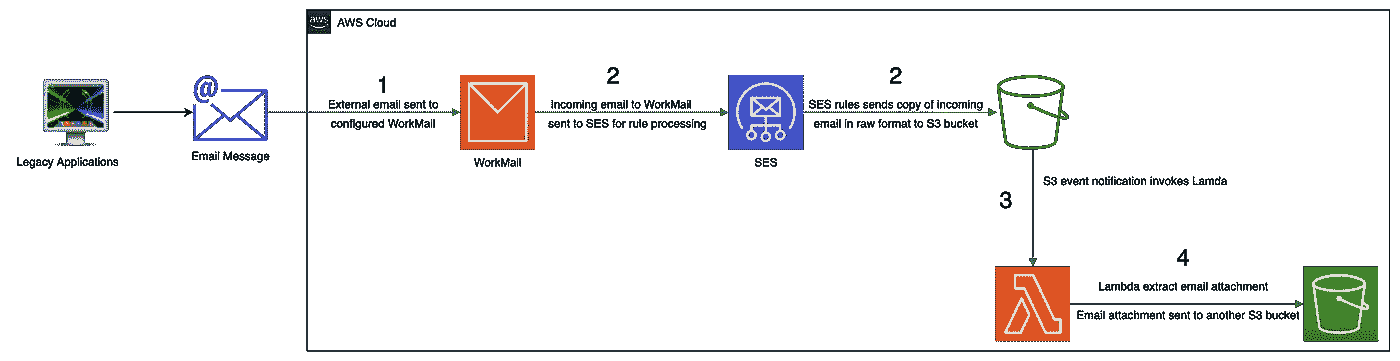 aws
AWS Cloud
1
2
2
External email sent to
configured WorkMail
Incoming email to WorkMail
sent to SES for rule processing
SES rules sends copy of incoming
email in raw format to S3 bucket
Legacy Applications
@
Email Message
WorkMail
SES
S3 event notification invokes Lamda
3
4
Lambda extract email attachment
Email attachment sent to another S3 bucket